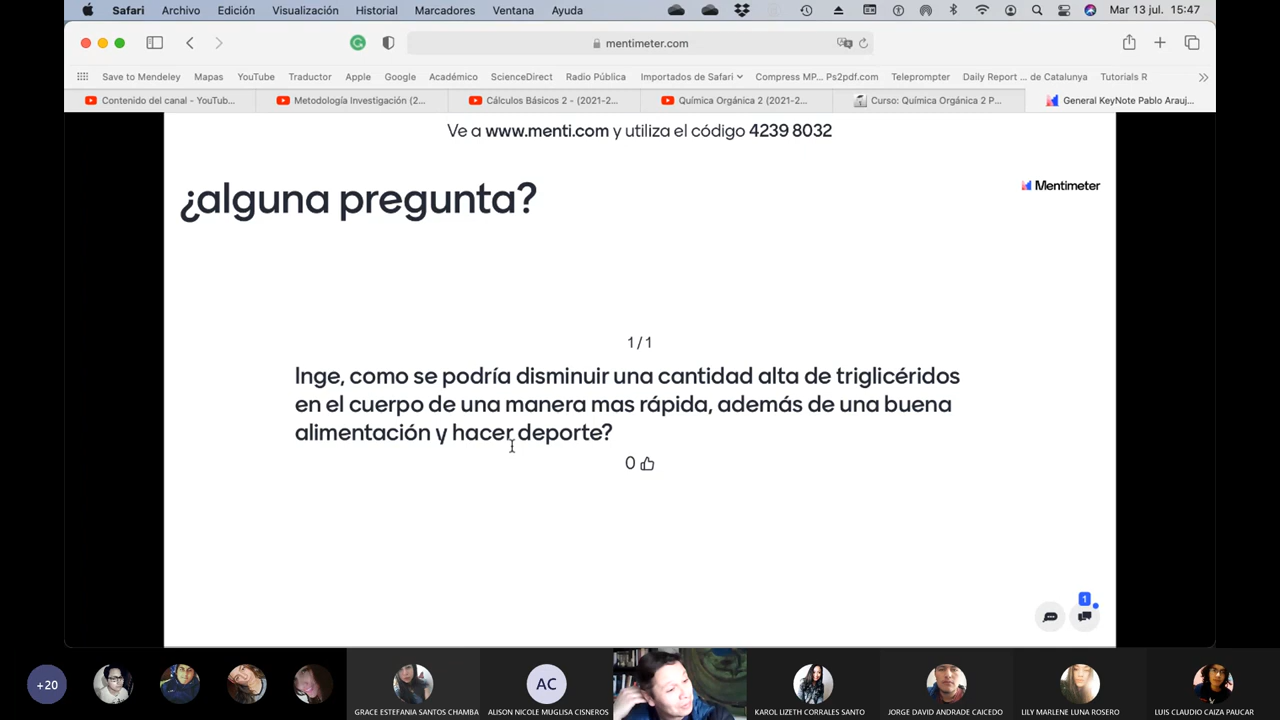 Safari Archivo Edición Visualización Historial Marcadores Ventana Ayuda Mar 13 jul. 15:47
mentimeter.com
Save to Mendeley Mapas YouTube Traductor Apple Google Académico ScienceDirect Radio Pública Importados de Safari Compress MP... Ps2pdf.com Teleprompter Daily Report ... de Catalunya Tutorials R
Contenido del canal - YouTub... Metodología Investigación (2... Cálculos Básicos 2 - (2021-2... Química Orgánica 2 (2021-2... Curso: Química Orgánica 2 P... General KeyNote Pablo Arauj...
Ve a www.menti.com y utiliza el código 4239 8032
¿alguna pregunta?
Mentimeter
1 / 1
Inge, como se podría disminuir una cantidad alta de triglicéridos
en el cuerpo de una manera mas rápida, además de una buena
alimentación y hacer deporte?
0
1
+20
AC
GRACE ESTEFANIA SANTOS CHAMBA ALISON NICOLE MUGLISA CISNEROS KAROL LIZETH CORRALES SANTO JORGE DAVID ANDRADE CAICEDO LILY MARLENE LUNA ROSERO LUIS CLAUDIO CAIZA PAUCAR